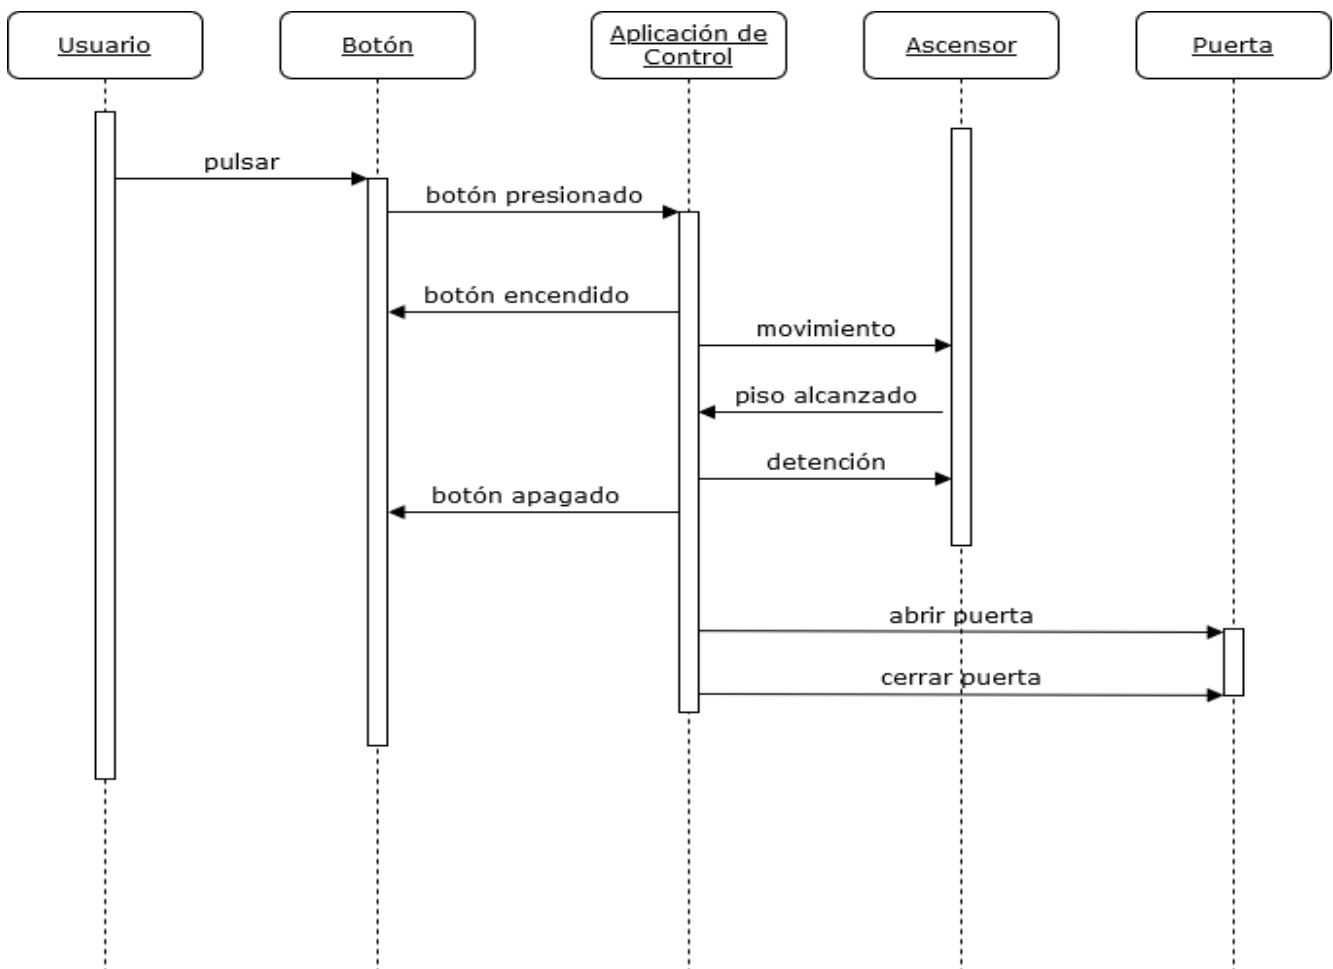 Usuario
Botón
Aplicación de
Control
Ascensor
Puerta
pulsar
botón presionado
botón encendido
movimiento
piso alcanzado
detención
botón apagado
abrir puerta
cerrar puerta